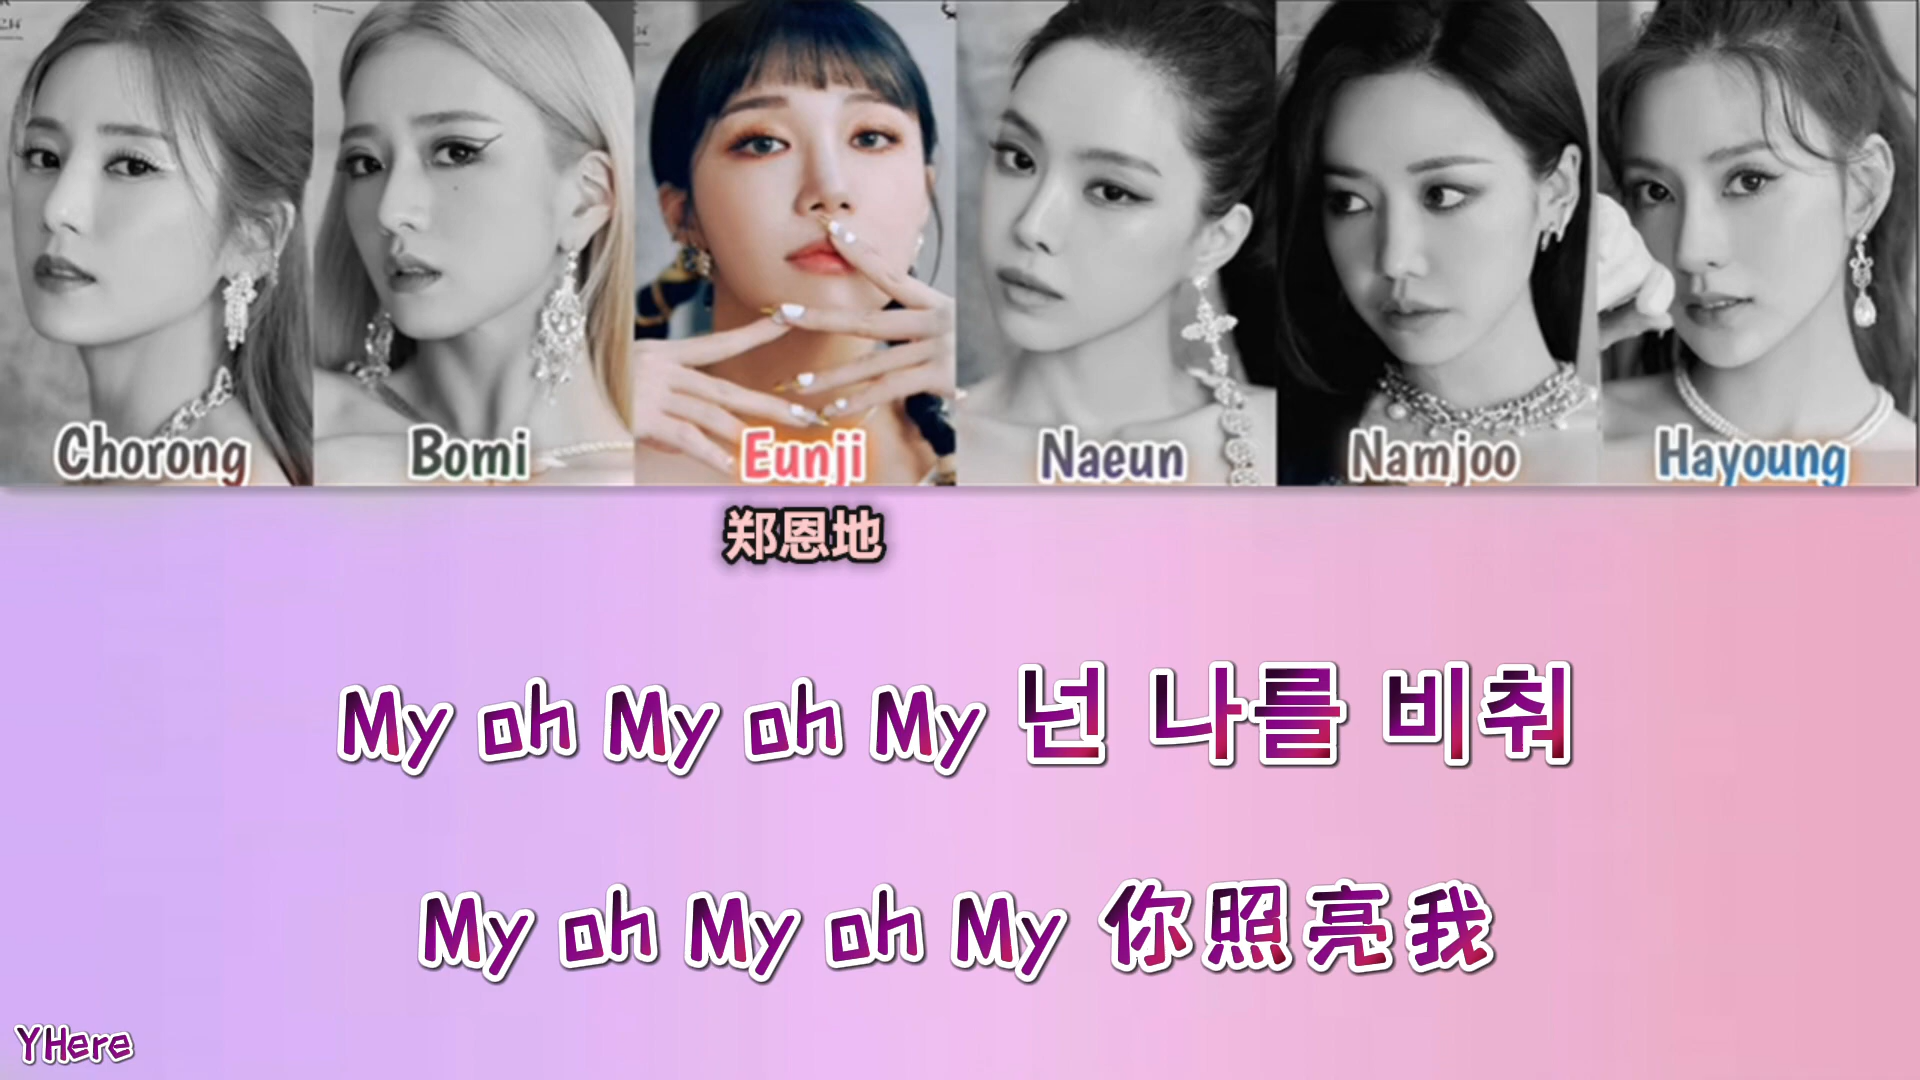 Chorong Bomi Eunji Naeun Namjoo Hayoung
郑恩地
My oh My oh My 넌 나를 비춰
My oh My oh My 你照亮我
YHere